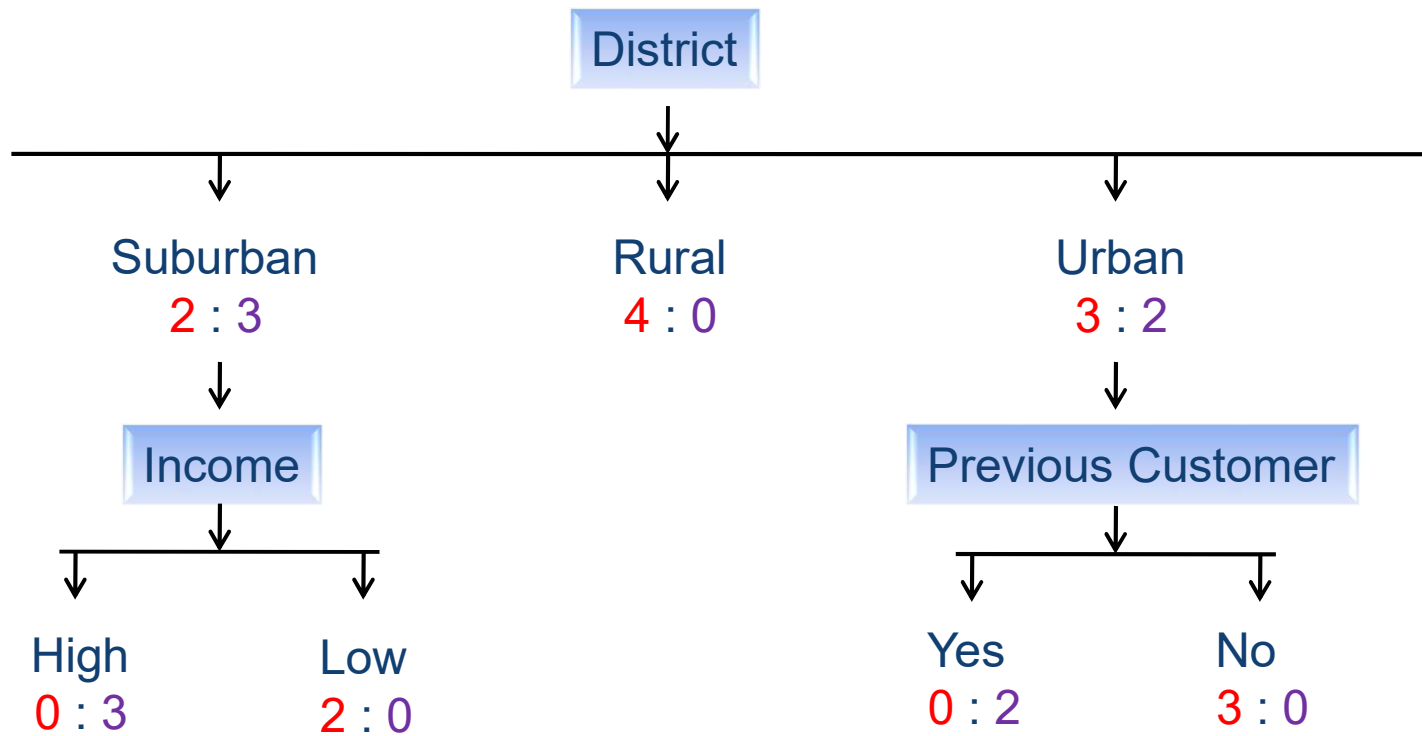 District
Suburban
2 : 3
Rural
4 : 0
Urban
3 : 2
Income
Previous Customer
High
0 : 3
Low
2 : 0
Yes
0 : 2
No
3 : 0